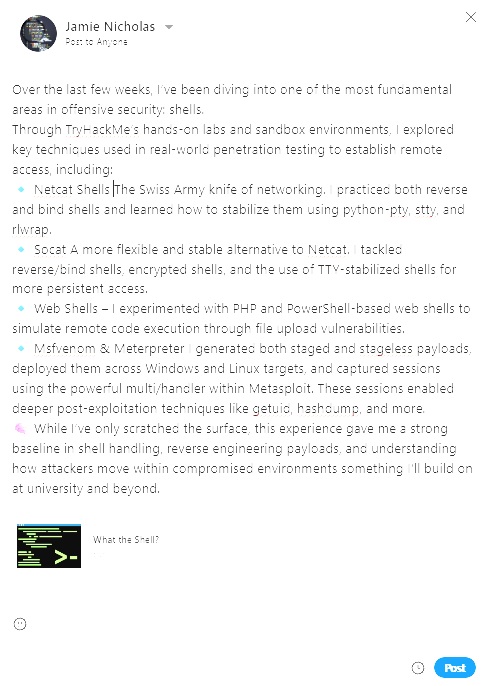 Jamie Nicholas
Post to Anyone
Over the last few weeks, I've been diving into one of the most fundamental
areas in offensive security: shells.
Through TryHackMe's hands-on labs and sandbox environments, I explored
key techniques used in real-world penetration testing to establish remote
access, including:
🔹 Netcat Shells The Swiss Army knife of networking. I practiced both reverse
and bind shells and learned how to stabilize them using python-pty, stty, and
rlwrap.
🔹 Socat A more flexible and stable alternative to Netcat. I tackled
reverse/bind shells, encrypted shells, and the use of TTY-stabilized shells for
more persistent access.
🔹 Web Shells – I experimented with PHP and PowerShell-based web shells to
simulate remote code execution through file upload vulnerabilities.
🔹 Msfvenom & Meterpreter I generated both staged and stageless payloads,
deployed them across Windows and Linux targets, and captured sessions
using the powerful multi/handler within Metasploit. These sessions enabled
deeper post-exploitation techniques like getuid, hashdump, and more.
🧠 While I've only scratched the surface, this experience gave me a strong
baseline in shell handling, reverse engineering payloads, and understanding
how attackers move within compromised environments something I'll build on
at university and beyond.
What the Shell?
Post